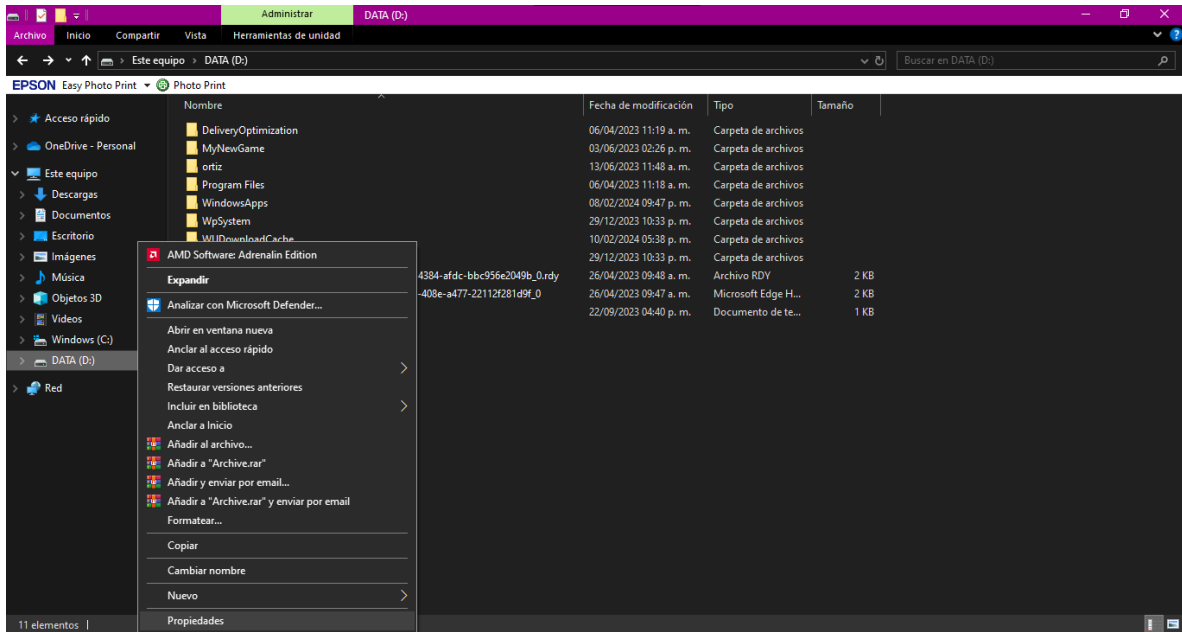 Administrar DATA (D:)
Archivo Inicio Compartir Vista Herramientas de unidad
Este equipo > DATA (D:) Buscar en DATA (D:)
EPSON Easy Photo Print Photo Print
Nombre Fecha de modificación Tipo Tamaño
Acceso rápido
OneDrive - Personal
Este equipo
Descargas
Documentos
Escritorio
Imágenes
Música
Objetos 3D
Videos
Windows (C:)
DATA (D:)
Red
DeliveryOptimization 06/04/2023 11:19 a. m. Carpeta de archivos
MyNewGame 03/06/2023 02:26 p. m. Carpeta de archivos
ortiz 13/06/2023 11:48 a. m. Carpeta de archivos
Program Files 06/04/2023 11:18 a. m. Carpeta de archivos
WindowsApps 08/02/2024 09:47 p. m. Carpeta de archivos
WpSystem 29/12/2023 10:33 p. m. Carpeta de archivos
WUDownloadCache 10/02/2024 05:38 p. m. Carpeta de archivos
29/12/2023 10:33 p. m. Carpeta de archivos
4384-afdc-bbc956e2049b_0.rdy 26/04/2023 09:48 a. m. Archivo RDY 2 KB
-408e-a477-22112f281d9f_0 26/04/2023 09:47 a. m. Microsoft Edge H... 2 KB
22/09/2023 04:40 p. m. Documento de te... 1 KB
AMD Software: Adrenalin Edition
Expandir
Analizar con Microsoft Defender...
Abrir en ventana nueva
Anclar al acceso rápido
Dar acceso a
Restaurar versiones anteriores
Incluir en biblioteca
Anclar a Inicio
Añadir al archivo...
Añadir a "Archive.rar"
Añadir y enviar por email...
Añadir a "Archive.rar" y enviar por email
Formatear...
Copiar
Cambiar nombre
Nuevo
Propiedades
11 elementos